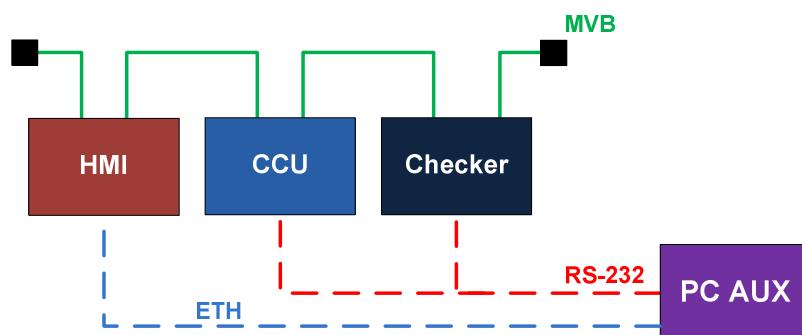 MVB
HMI
CCU
Checker
RS-232
PC AUX
ETH